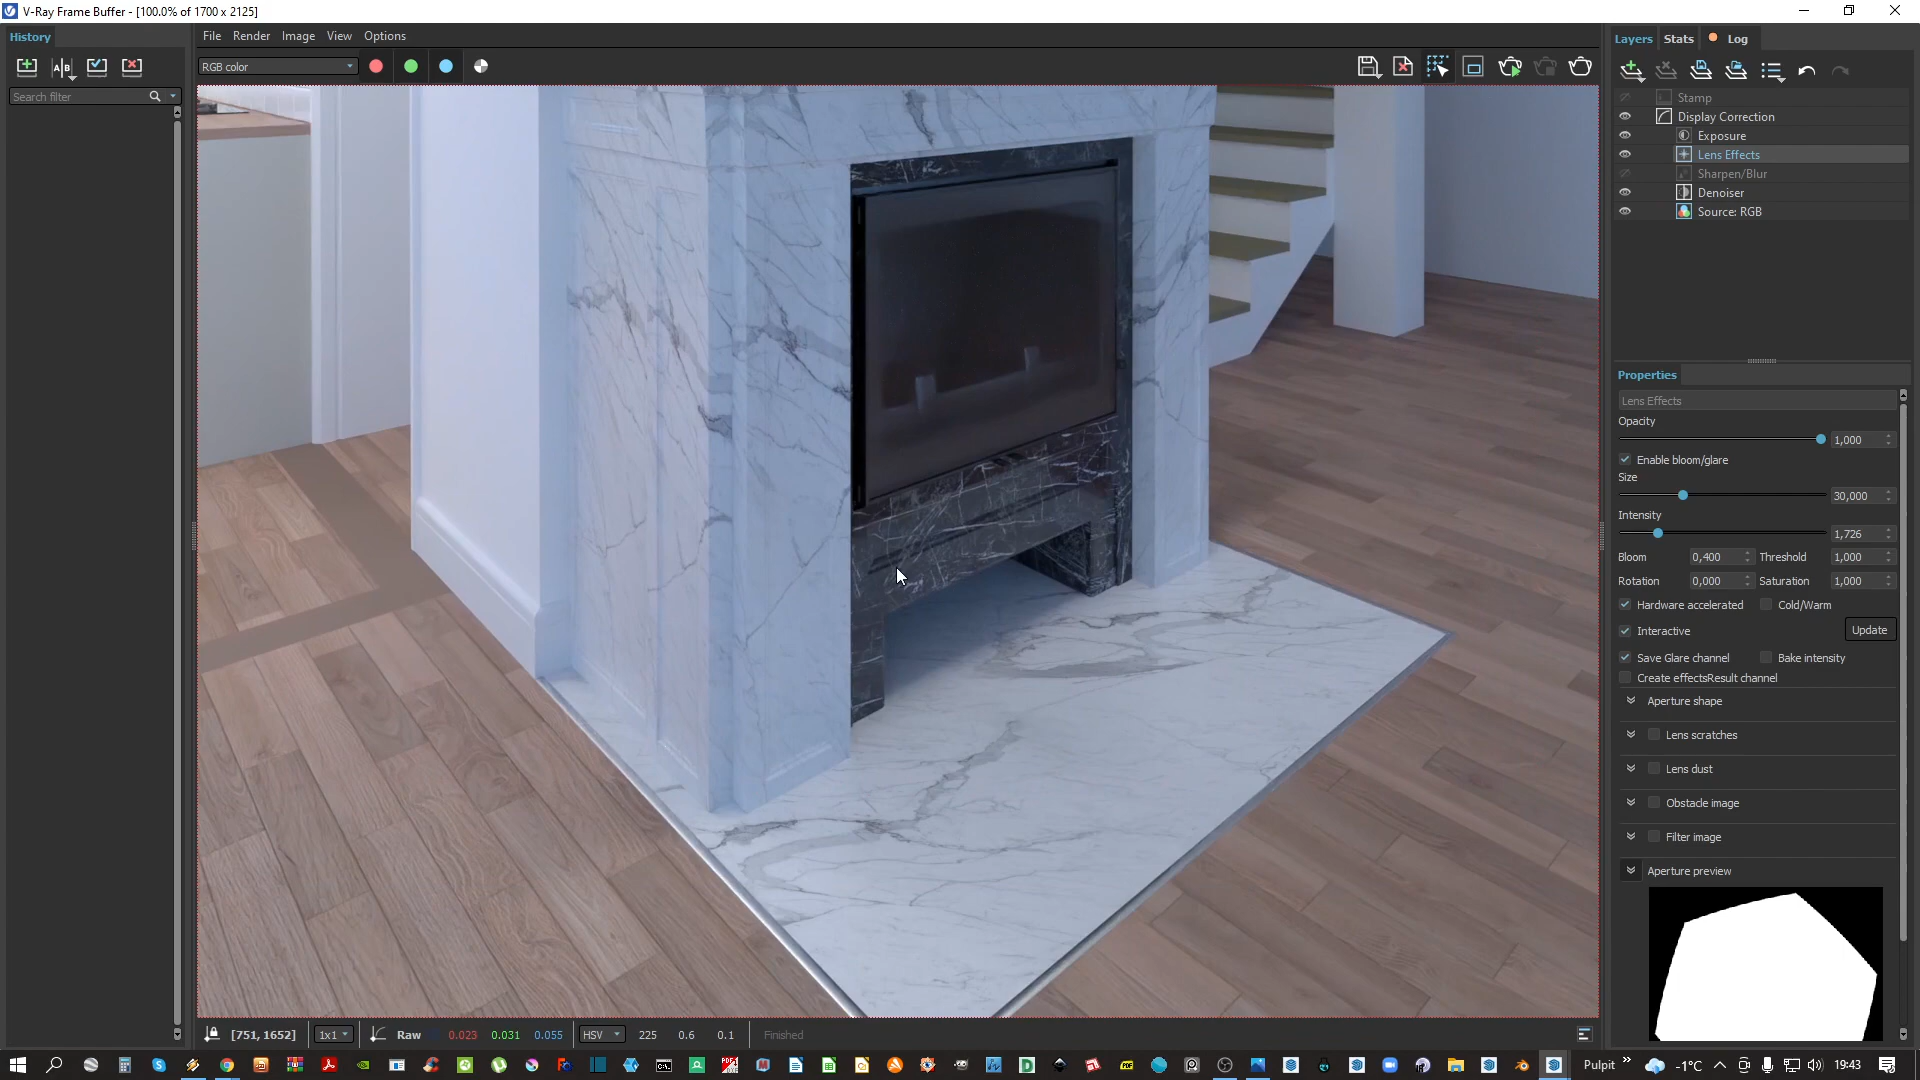 V-Ray Frame Buffer - [100.0% of 1700 x 2125]
History
File Render Image View Options
Layers Stats Log
RGB color
Search filter
Stamp
Display Correction
Exposure
Lens Effects
Sharpen/Blur
Denoiser
Source: RGB
Properties
Lens Effects
Opacity
1,000
Enable bloom/glare
Size
30,000
Intensity
1,726
Bloom 0,400 Threshold 1,000
Rotation 0,000 Saturation 1,000
Hardware accelerated Cold/Warm
Interactive Update
Save Glare channel Bake intensity
Create effectsResult channel
Aperture shape
Lens scratches
Lens dust
Obstacle image
Filter image
Aperture preview
[751, 1652] 1x1 Raw 0.023 0.031 0.055 HSV 225 0.6 0.1 Finished
Pulpit -1°C 19:43